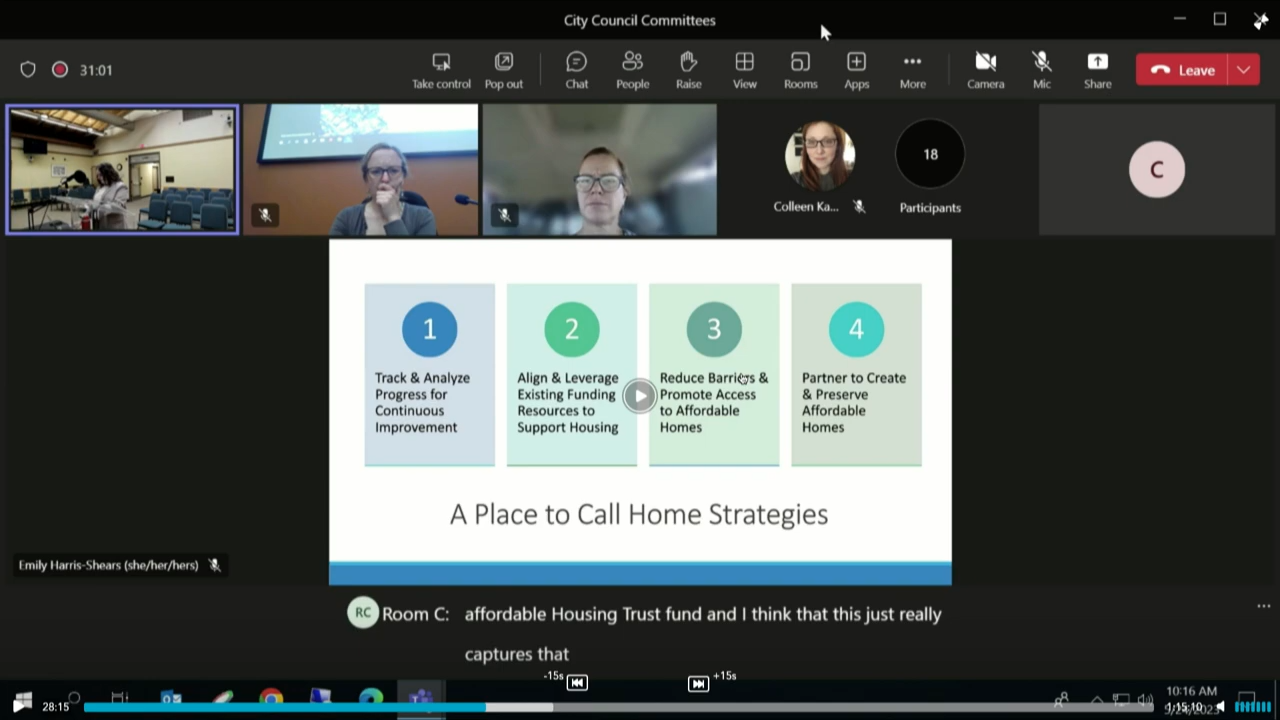 City Council Committees
31:01
Take control
Pop out
Chat
People
Raise
View
Rooms
Apps
More
Camera
Mic
Share
Leave
Colleen Ka...
18
Participants
C
1
2
3
4
Track & Analyze
Progress for
Continuous
Improvement
Align & Leverage
Existing Funding
Resources to
Support Housing
Reduce Barriers &
Promote Access
to Affordable
Homes
Partner to Create
& Preserve
Affordable
Homes
A Place to Call Home Strategies
Emily Harris-Shears (she/her/hers)
RC Room C: affordable Housing Trust fund and I think that this just really
captures that
-15s
+15s
10:16 AM
28:15
1:15:10